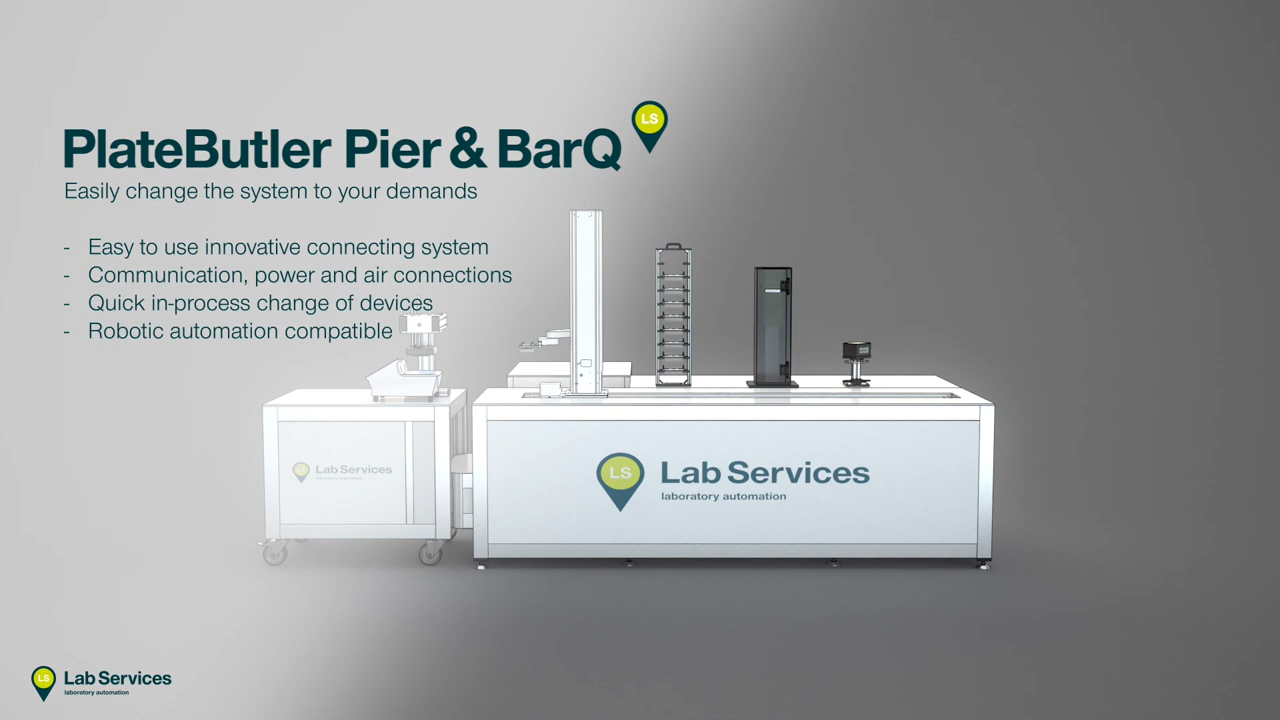 PlateButler Pier & BarQ
LS
Easily change the system to your demands
- Easy to use innovative connecting system
- Communication, power and air connections
- Quick in-process change of devices
- Robotic automation compatible
LS
Lab Services
laboratory automation
LS
Lab Services
laboratory automation
LS
Lab Services
laboratory automation